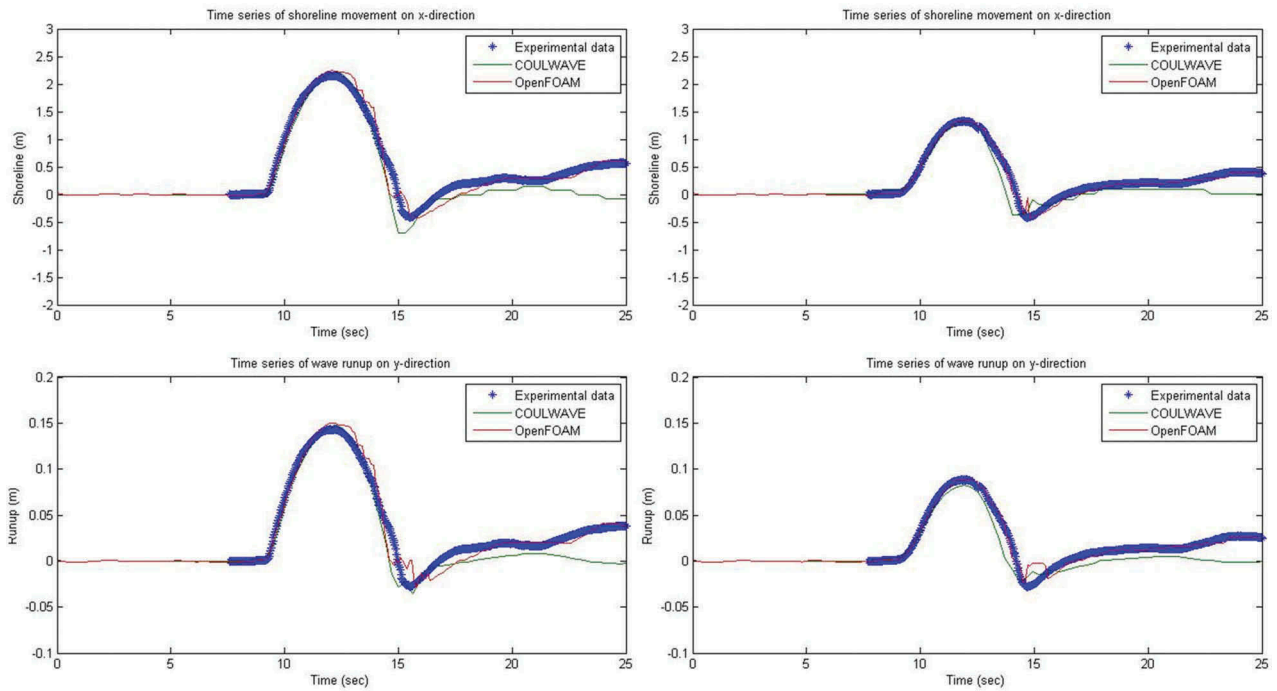 Time series of shoreline movement on x-direction
3
2.5
2
1.5
1
0.5
0
-0.5
-1
-1.5
-2
Shoreline (m)
Experimental data
COULWAVE
OpenFOAM
0 5 10 15 20 25
Time (sec)
Time series of shoreline movement on x-direction
3
2.5
2
1.5
1
0.5
0
-0.5
-1
-1.5
-2
Shoreline (m)
Experimental data
COULWAVE
OpenFOAM
0 5 10 15 20 25
Time (sec)
Time series of wave runup on y-direction
0.2
0.15
0.1
0.05
0
-0.05
-0.1
Runup (m)
Experimental data
COULWAVE
OpenFOAM
0 5 10 15 20 25
Time (sec)
Time series of wave runup on y-direction
0.2
0.15
0.1
0.05
0
-0.05
-0.1
Runup (m)
Experimental data
COULWAVE
OpenFOAM
0 5 10 15 20 25
Time (sec)